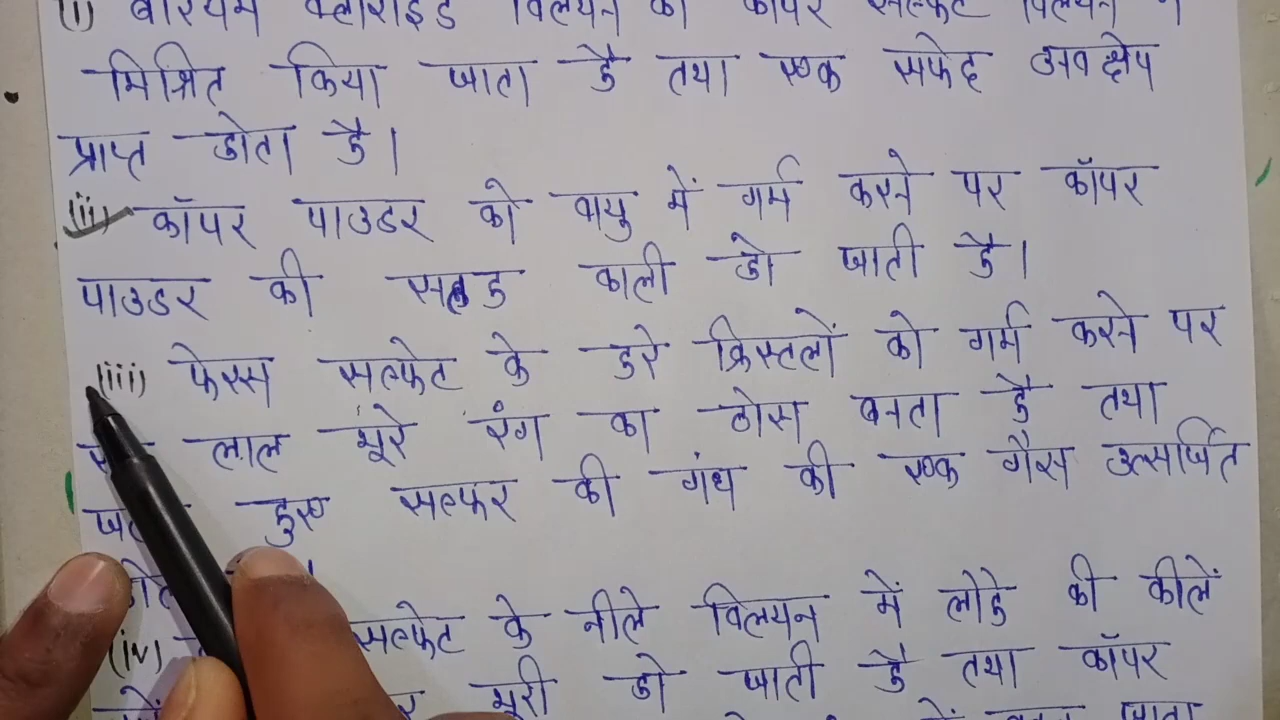 (i) बेरियम क्लोराइड विलयन को कॉपर सल्फेट विलयन में
मिश्रित किया जाता है तथा एक सफेद अवक्षेप
प्राप्त होता है।
(ii) कॉपर पाउडर को वायु में गर्म करने पर कॉपर
पाउडर की सतह काली हो जाती है।
(iii) फेरस सल्फेट के हरे क्रिस्टलों को गर्म करने पर
लाल भूरे रंग का ठोस बनता है तथा
हुए सल्फर की गंध की एक गैस उत्सर्जित
(iv) सल्फेट के नीले विलयन में लोहे की कीलें
भूरी हो जाती है तथा कॉपर
जाता